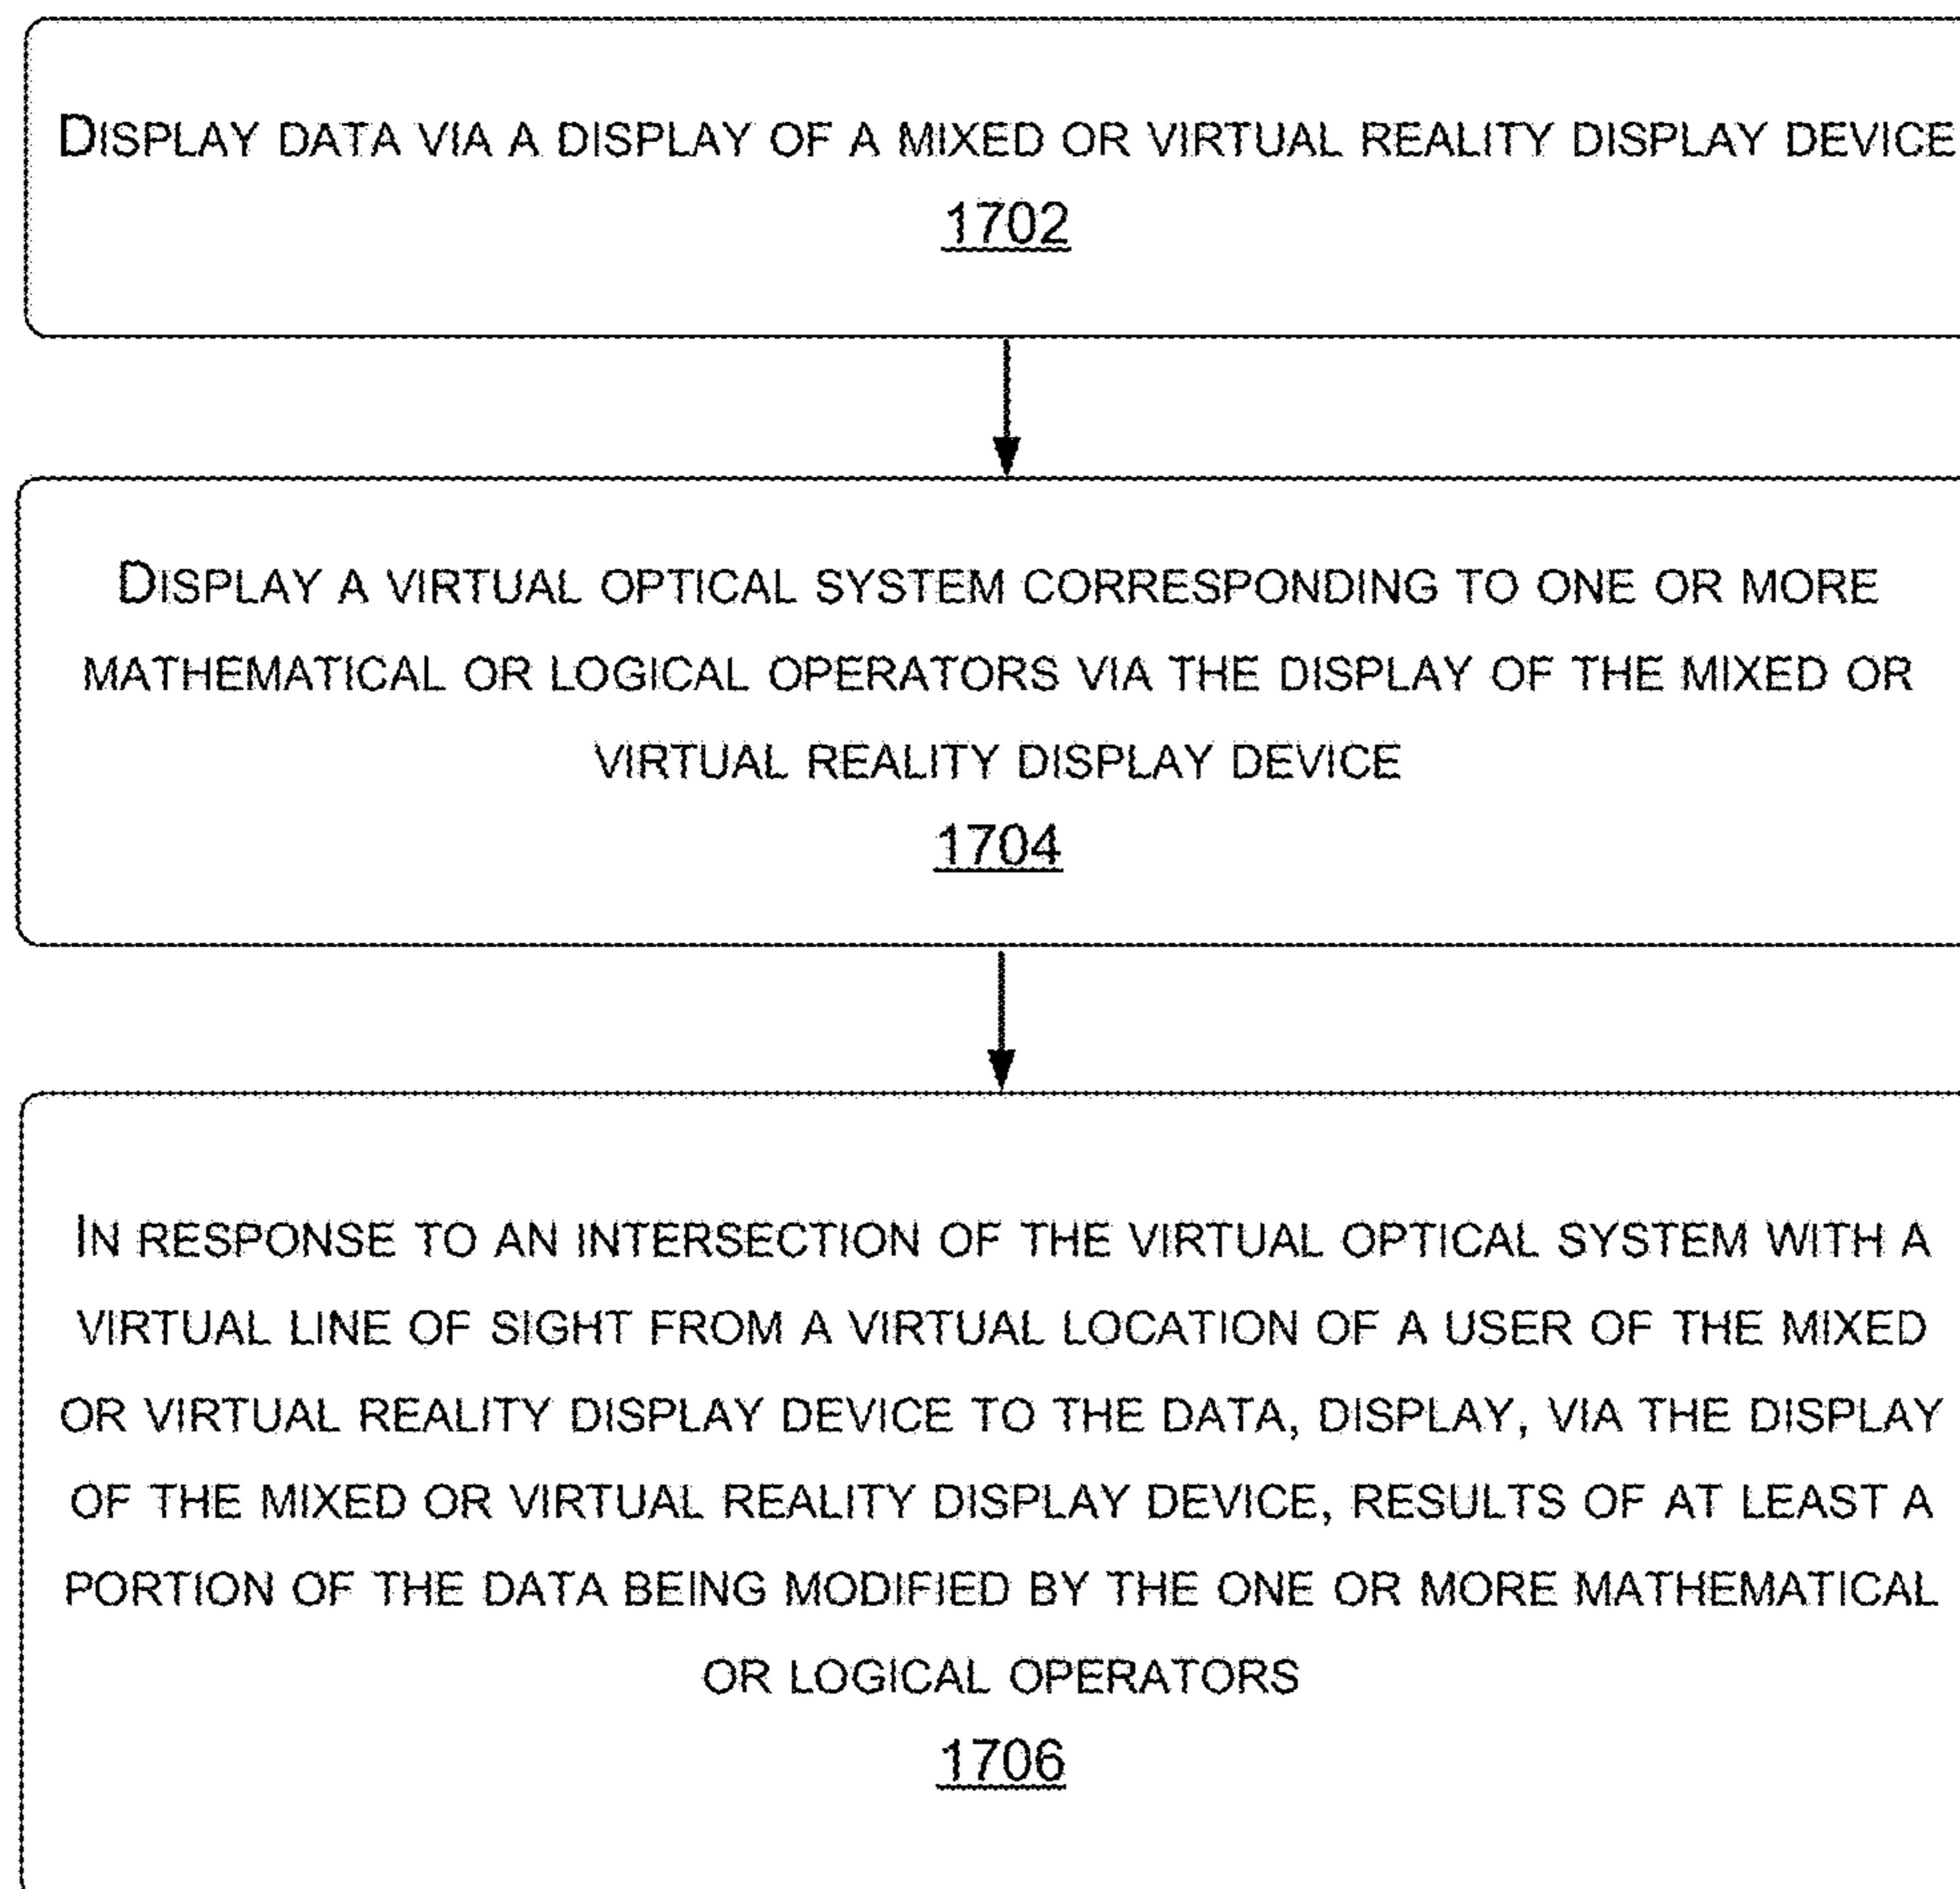 DISPLAY DATA VIA A DISPLAY OF A MIXED OR VIRTUAL REALITY DISPLAY DEVICE
1702
DISPLAY A VIRTUAL OPTICAL SYSTEM CORRESPONDING TO ONE OR MORE
MATHEMATICAL OR LOGICAL OPERATORS VIA THE DISPLAY OF THE MIXED OR
VIRTUAL REALITY DISPLAY DEVICE
1704
IN RESPONSE TO AN INTERSECTION OF THE VIRTUAL OPTICAL SYSTEM WITH A
VIRTUAL LINE OF SIGHT FROM A VIRTUAL LOCATION OF A USER OF THE MIXED
OR VIRTUAL REALITY DISPLAY DEVICE TO THE DATA, DISPLAY, VIA THE DISPLAY
OF THE MIXED OR VIRTUAL REALITY DISPLAY DEVICE, RESULTS OF AT LEAST A
PORTION OF THE DATA BEING MODIFIED BY THE ONE OR MORE MATHEMATICAL
OR LOGICAL OPERATORS
1706